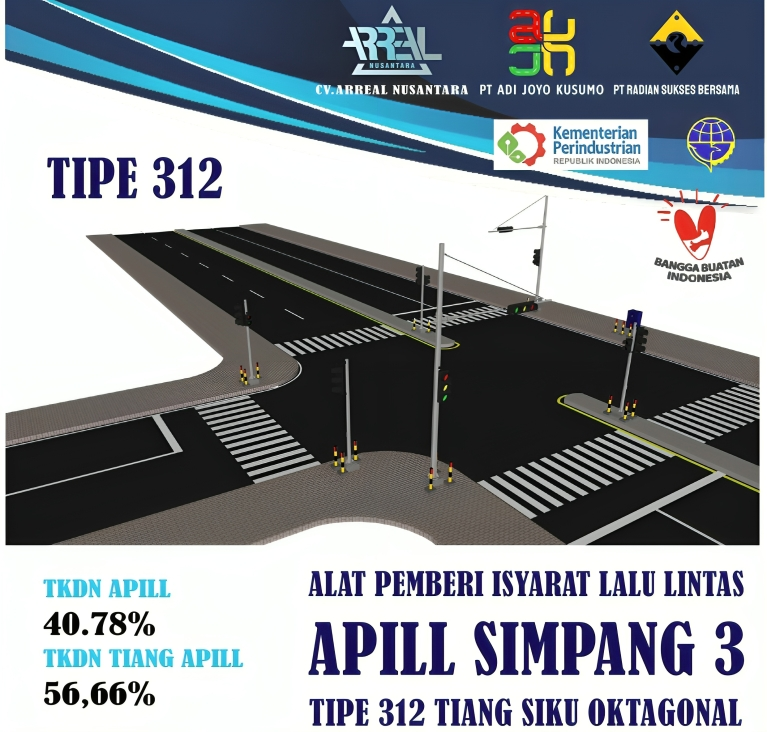 ARREAL
NUSANTARA
CV.ARREAL NUSANTARA
PT ADI JOYO KUSUMO
PT RADIAN SUKSES BERSAMA
Kementerian
Perindustrian
REPUBLIK INDONESIA
TIPE 312
BANGGA BUATAN
INDONESIA
TKDN APILL
40.78%
TKDN TIANG APILL
56,66%
ALAT PEMBERI ISYARAT LALU LINTAS
APILL SIMPANG 3
TIPE 312 TIANG SIKU OKTAGONAL